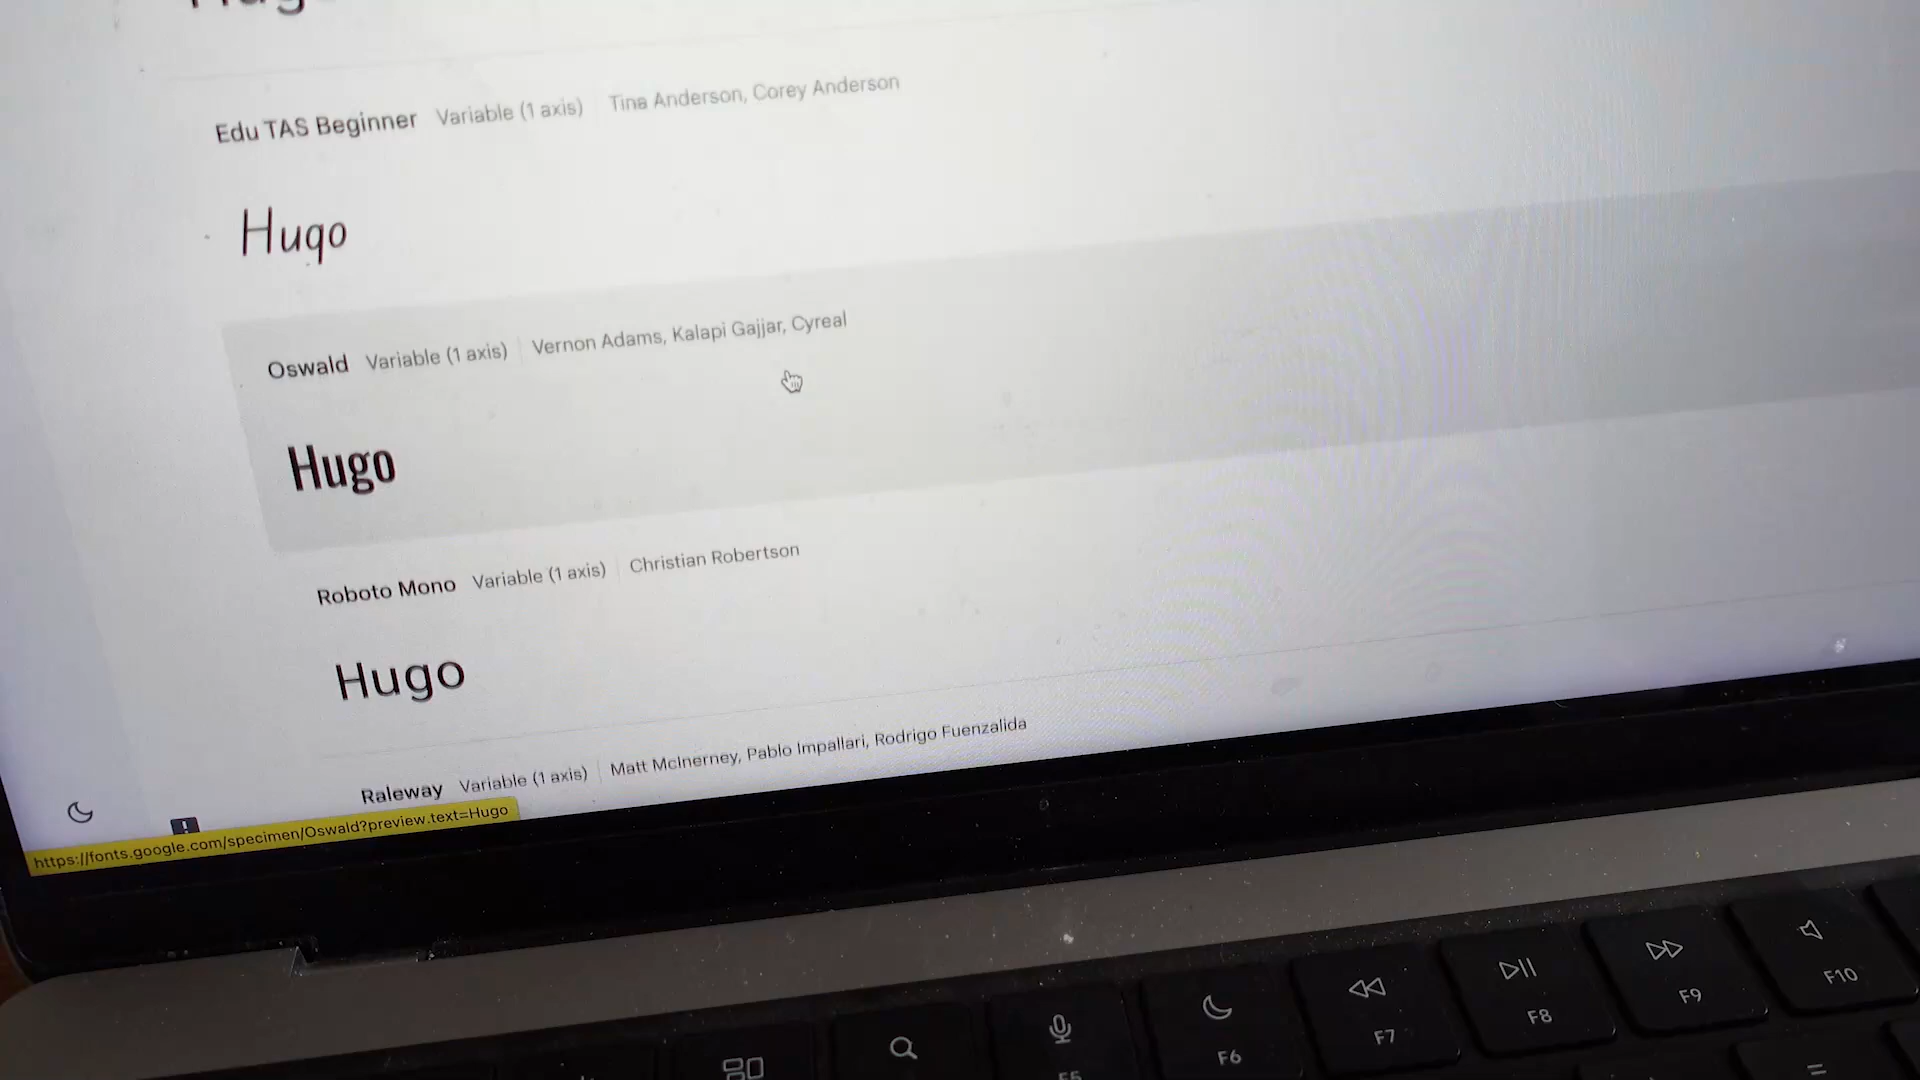 Edu TAS Beginner Variable (1 axis) Tina Anderson, Corey Anderson
Hugo
Oswald Variable (1 axis) Vernon Adams, Kalapi Gajjar, Cyreal
Hugo
Roboto Mono Variable (1 axis) Christian Robertson
Hugo
Raleway Variable (1 axis) Matt McInerney, Pablo Impallari, Rodrigo Fuenzalida
https://fonts.google.com/specimen/Oswald?preview.text=Hugo
F5 F6 F7 F8 F9 F10
=